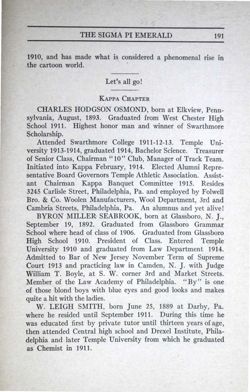 THE SIGMA PI EMERALD 191
1910, and has made what is considered a phenomenal rise in
the cartoon world.
Let's all go!
KAPPA CHAPTER
CHARLES HODGSON OSMOND, born at Elkview, Penn-
sylvania, August, 1893. Graduated from West Chester High
School 1911. Highest honor man and winner of Swarthmore
Scholarship.
Attended Swarthmore College 1911-12-13. Temple Uni-
versity 1913-1914, graduated 1914, Bachelor Science. Treasurer
of Senior Class, Chairman "10" Club, Manager of Track Team.
Initiated into Kappa February, 1914. Elected Alumni Repre-
sentative Board Governors Temple Athletic Association. Assist-
ant Chairman Kappa Banquet Committee 1915. Resides
3245 Carlisle Street, Philadelphia, Pa. and employed by Folwell
Bro. & Co. Woolen Manufacturers, Wool Department, 3rd and
Cambria Streets, Philadelphia, Pa. An alumnus and yet alive!
BYRON MILLER SEABROOK, born at Glassboro, N. J.,
September 19, 1892. Graduated from Glassboro Grammar
School where head of class of 1906. Graduated from Glassboro
High School 1910. President of Class. Entered Temple
University 1910 and graduated from Law Department 1914.
Admitted to Bar of New Jersey November Term of Supreme
Court 1913 and practicing law in Camden, N. J. with Judge
William T. Boyle, at S. W. corner 3rd and Market Streets.
Member of the Law Academy of Philadelphia. "By" is one
of those blond boys with blue eyes and good looks and makes
quite a hit with the ladies.
W. LEIGH SMITH, born June 25, 1889 at Darby, Pa.
where he resided until September 1911. During this time he
was educated first by private tutor until thirteen years of age,
then attended Central high School and Drexel Institute, Phila-
delphia and later Temple University from which he graduated
as Chemist in 1911.